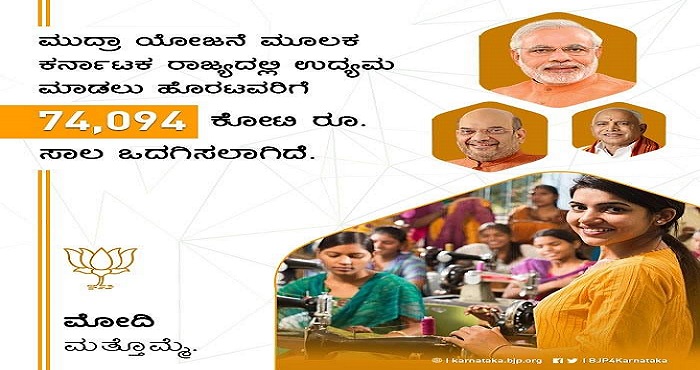 ಮುದ್ರಾ ಯೋಜನೆ ಮೂಲಕ
ಕರ್ನಾಟಕ ರಾಜ್ಯದಲ್ಲಿ ಉದ್ಯಮ
ಮಾಡಲು ಹೊರಟವರಿಗೆ
74,094 ಕೋಟಿ ರೂ.
ಸಾಲ ಒದಗಿಸಲಾಗಿದೆ.
ಮೋದಿ
ಮತ್ತೊಮ್ಮೆ.
| karnataka.bjp.org | BJP4Karnataka